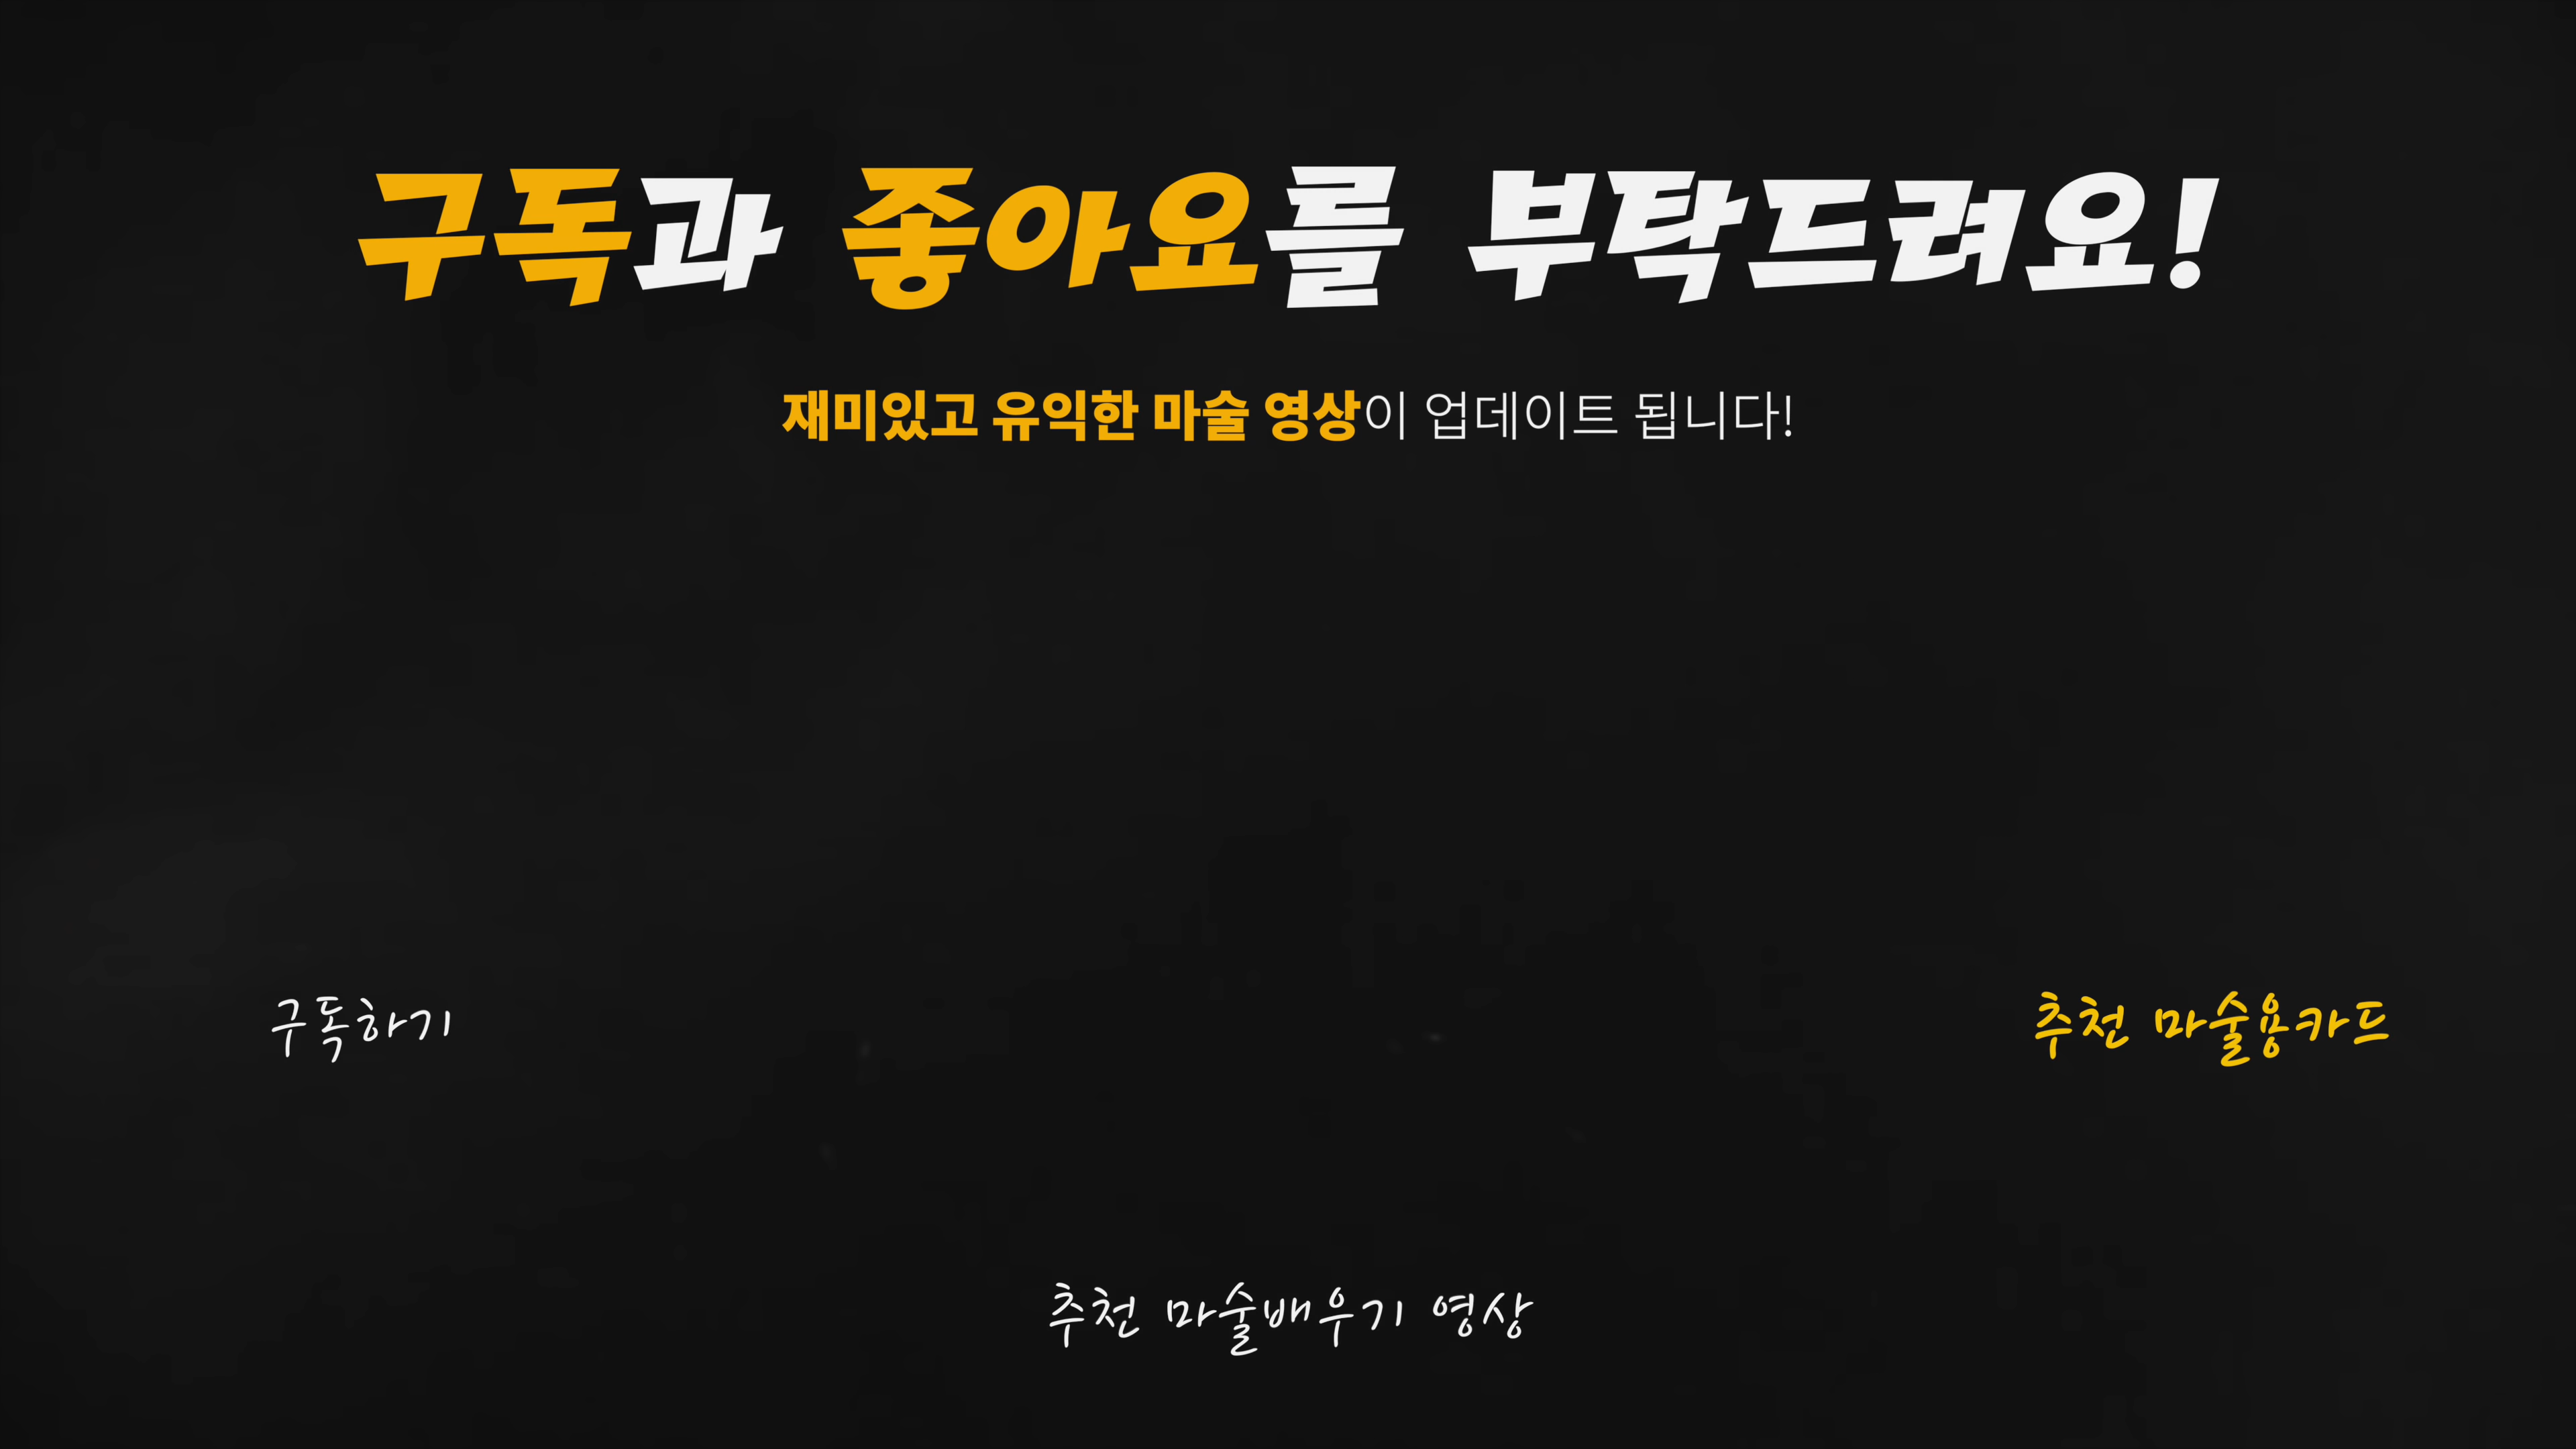 구독과 좋아요를 부탁드려요!
재미있고 유익한 마술 영상이 업데이트 됩니다!
구독하기
추천 마술용카드
추천 마술배우기 영상